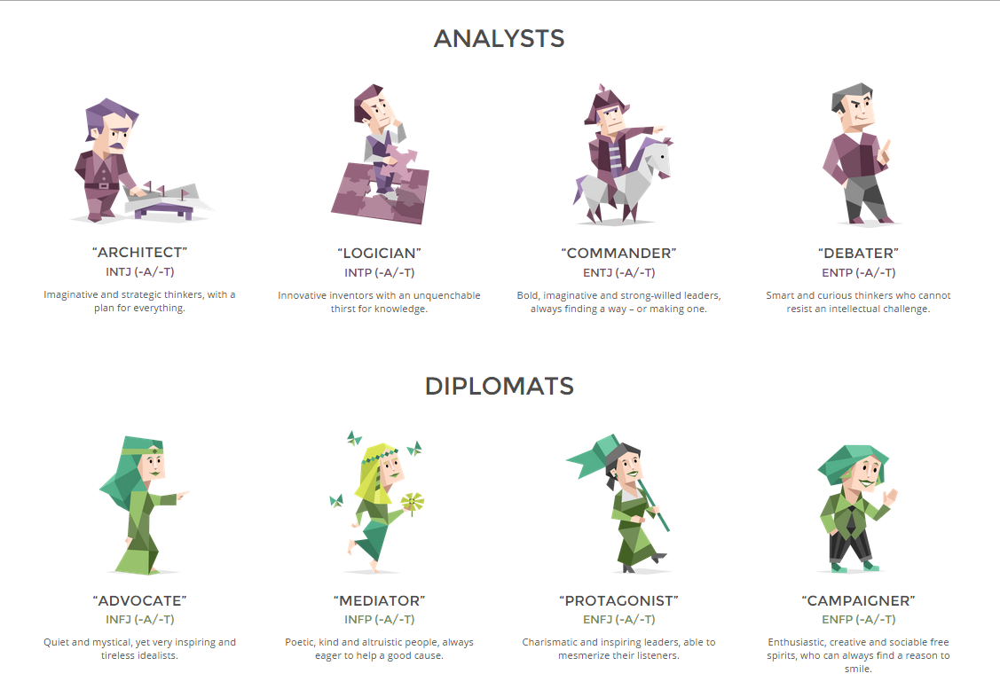 ANALYSTS
“ARCHITECT”
INTJ (-A/-T)
Imaginative and strategic thinkers, with a
plan for everything.
“LOGICIAN”
INTP (-A/-T)
Innovative inventors with an unquenchable
thirst for knowledge.
“COMMANDER”
ENTJ (-A/-T)
Bold, imaginative and strong-willed leaders,
always finding a way – or making one.
“DEBATER”
ENTP (-A/-T)
Smart and curious thinkers who cannot
resist an intellectual challenge.
DIPLOMATS
“ADVOCATE”
INFJ (-A/-T)
Quiet and mystical, yet very inspiring and
tireless idealists.
“MEDIATOR”
INFP (-A/-T)
Poetic, kind and altruistic people, always
eager to help a good cause.
“PROTAGONIST”
ENFJ (-A/-T)
Charismatic and inspiring leaders, able to
mesmerize their listeners.
“CAMPAIGNER”
ENFP (-A/-T)
Enthusiastic, creative and sociable free
spirits, who can always find a reason to
smile.